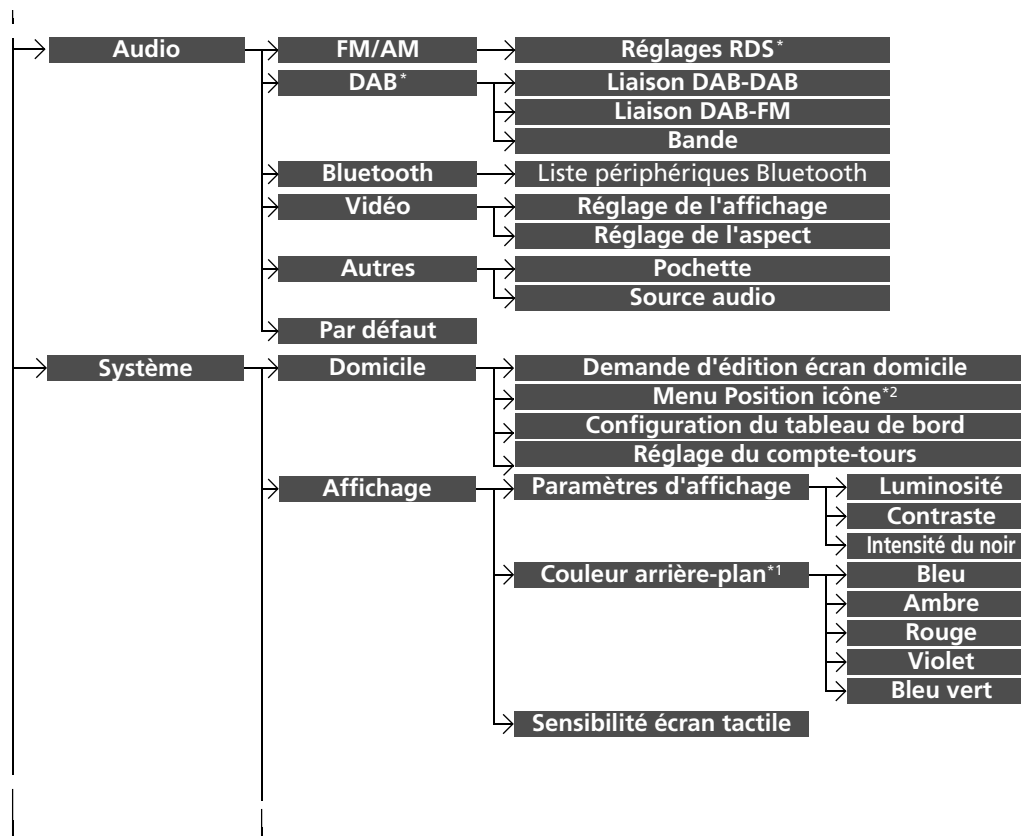 Audio
FM/AM
Réglages RDS*
DAB*
Liaison DAB-DAB
Liaison DAB-FM
Bande
Bluetooth
Liste périphériques Bluetooth
Vidéo
Réglage de l'affichage
Réglage de l'aspect
Autres
Pochette
Source audio
Par défaut
Système
Domicile
Demande d'édition écran domicile
Menu Position icône*2
Configuration du tableau de bord
Réglage du compte-tours
Affichage
Paramètres d'affichage
Luminosité
Contraste
Intensité du noir
Couleur arrière-plan*1
Bleu
Ambre
Rouge
Violet
Bleu vert
Sensibilité écran tactile